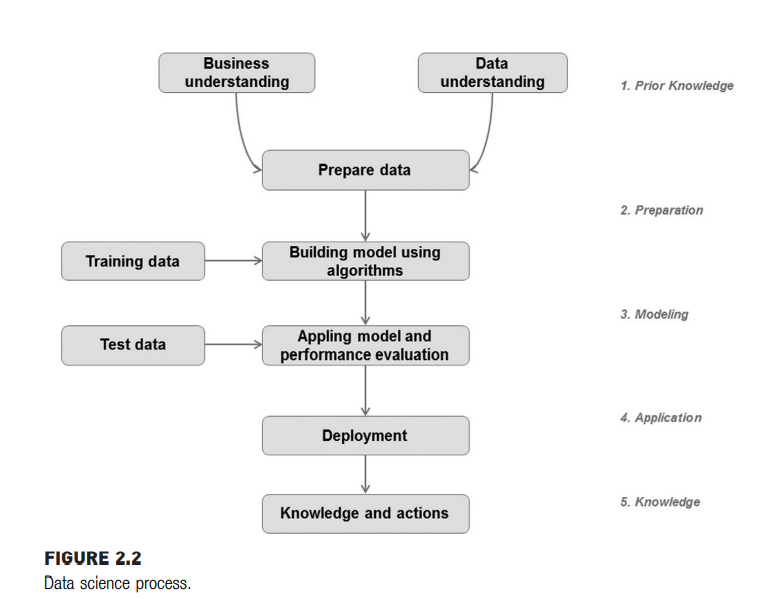 Business
understanding
Data
understanding
1. Prior Knowledge
Prepare data
2. Preparation
Training data
Building model using
algorithms
3. Modeling
Test data
Appling model and
performance evaluation
4. Application
Deployment
5. Knowledge
Knowledge and actions
FIGURE 2.2
Data science process.